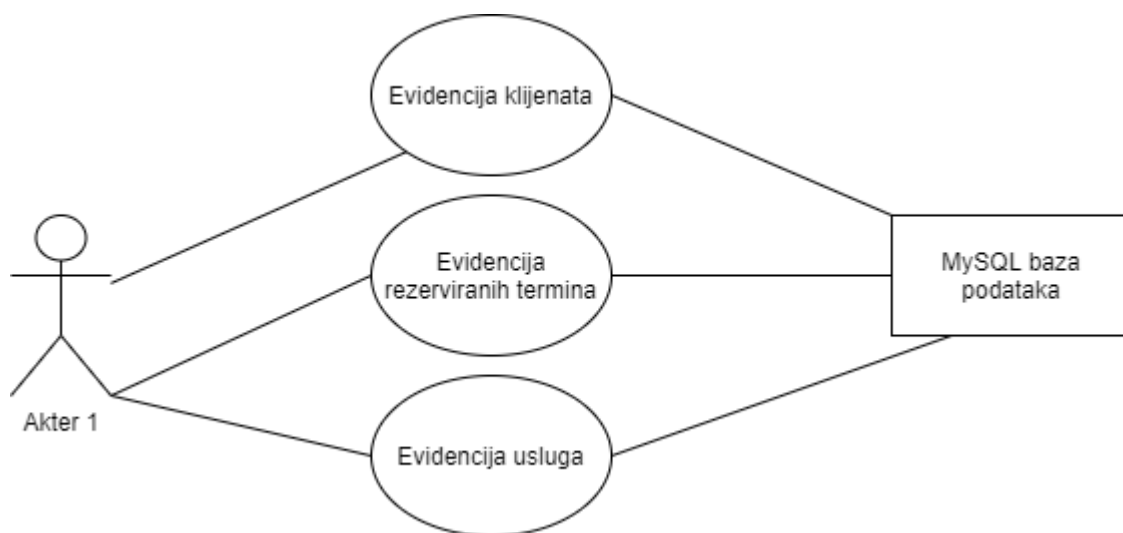 Evidencija klijenata
Evidencija
rezerviranih termina
MySQL baza
podataka
Akter 1
Evidencija usluga